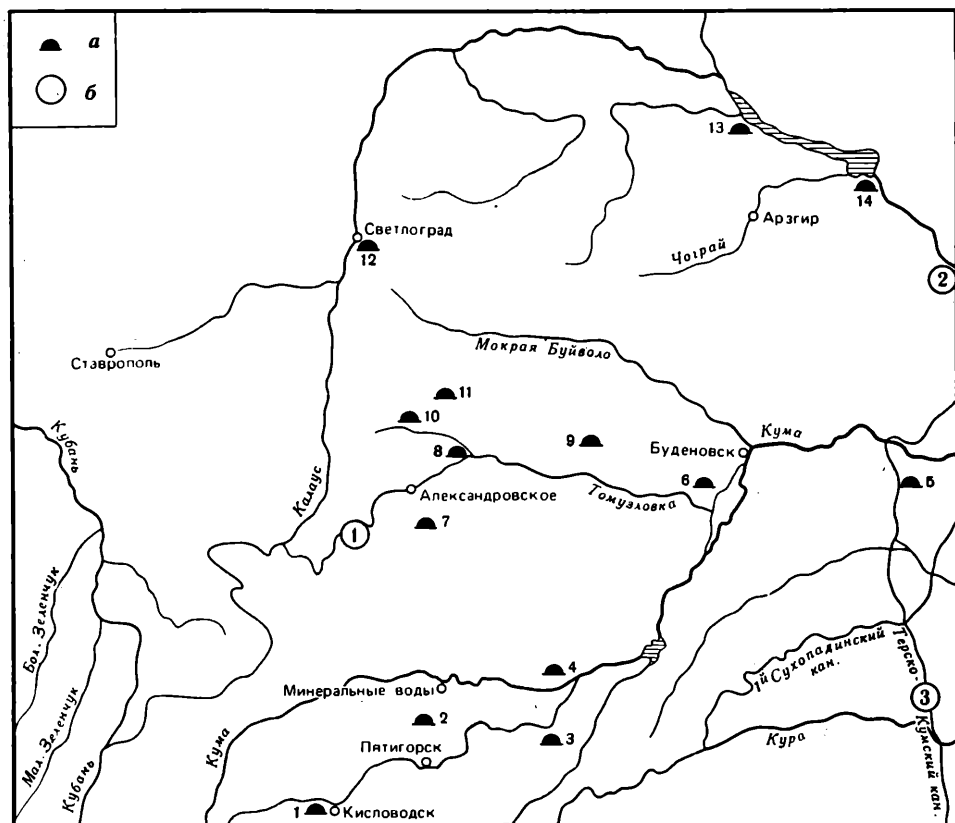 а
б
13
14
Арзгир
Чограй
2
Светлоград
12
Ставрополь
Мокрая Буйвола
11
10
Кубань
9
8
Кума
Буденовск
6
5
Калаус
Александровское
Томузловка
7
1
Бол. Зеленчук
Мал. Зеленчук
Кубань
4
Минеральные воды
1й Сухопадинский
кан.
Терско-
Кумский кан.
3
2
Кума
Пятигорск
3
Кура
1
Кисловодск